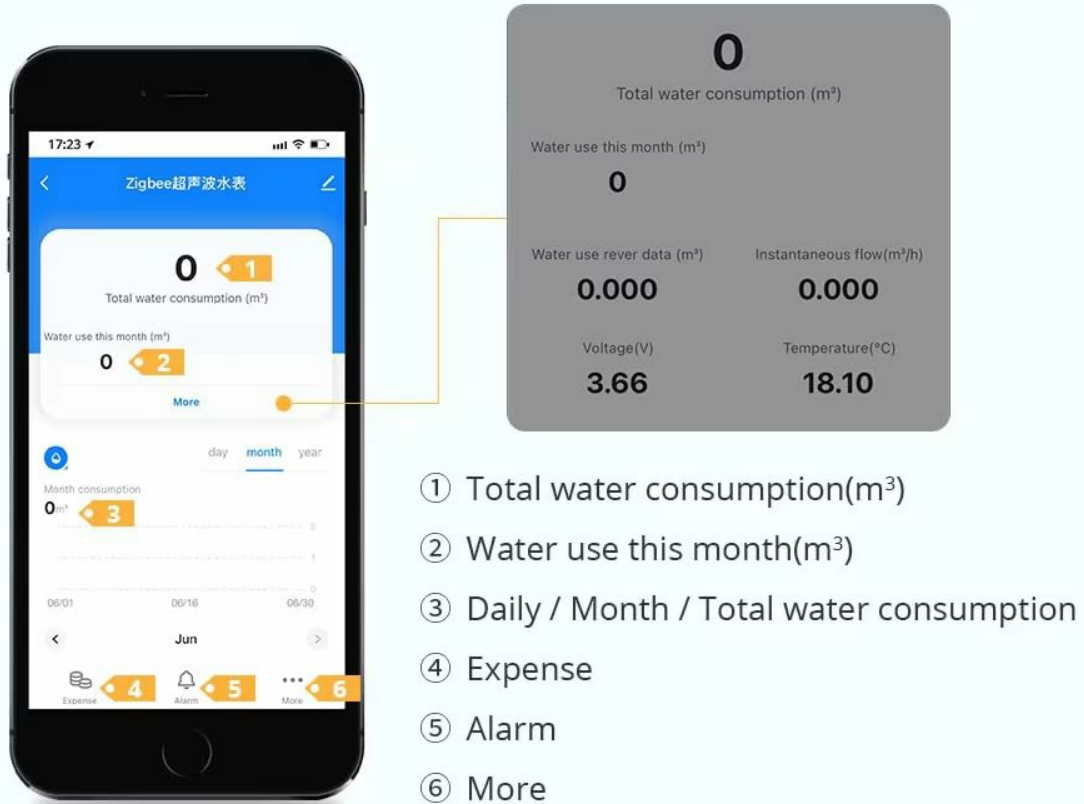 17:23
Zigbee超声波水表
0
1
Total water consumption (m³)
Water use this month (m³)
0
2
More
day month year
Month consumption
0m³
3
0
1
0
06/01 06/16 06/30
Jun
4 5 6
Expense Alarm More
0
Total water consumption (m³)
Water use this month (m³)
0
Water use rever data (m³) Instantaneous flow(m³/h)
0.000 0.000
Voltage(V) Temperature(°C)
3.66 18.10
① Total water consumption(m³)
② Water use this month(m³)
③ Daily / Month / Total water consumption
④ Expense
⑤ Alarm
⑥ More